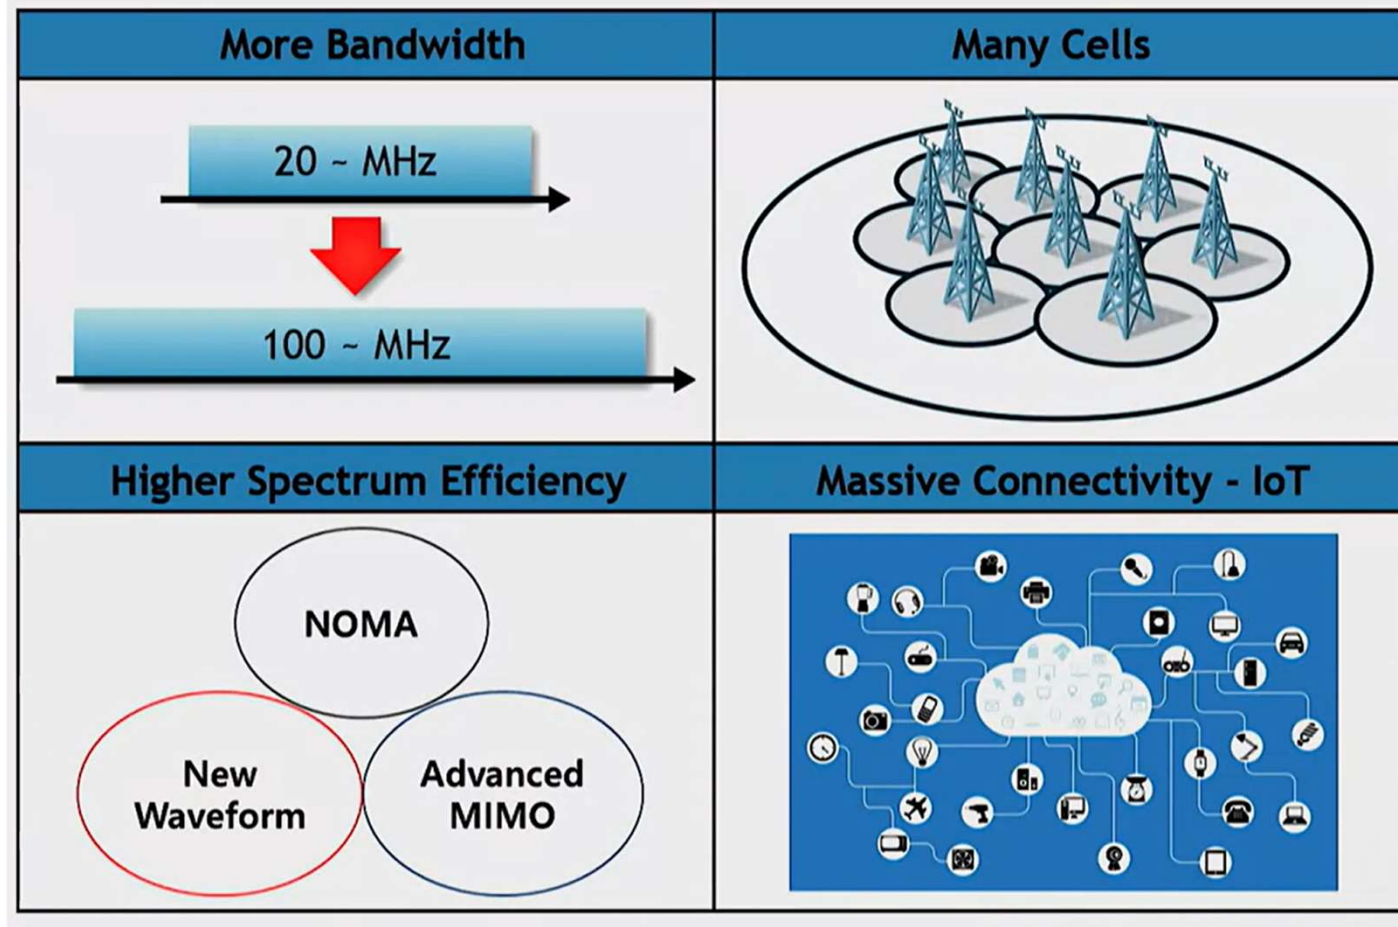 More Bandwidth
Many Cells
20 ~ MHz
100 ~ MHz
Higher Spectrum Efficiency
Massive Connectivity - IoT
NOMA
New
Waveform
Advanced
MIMO